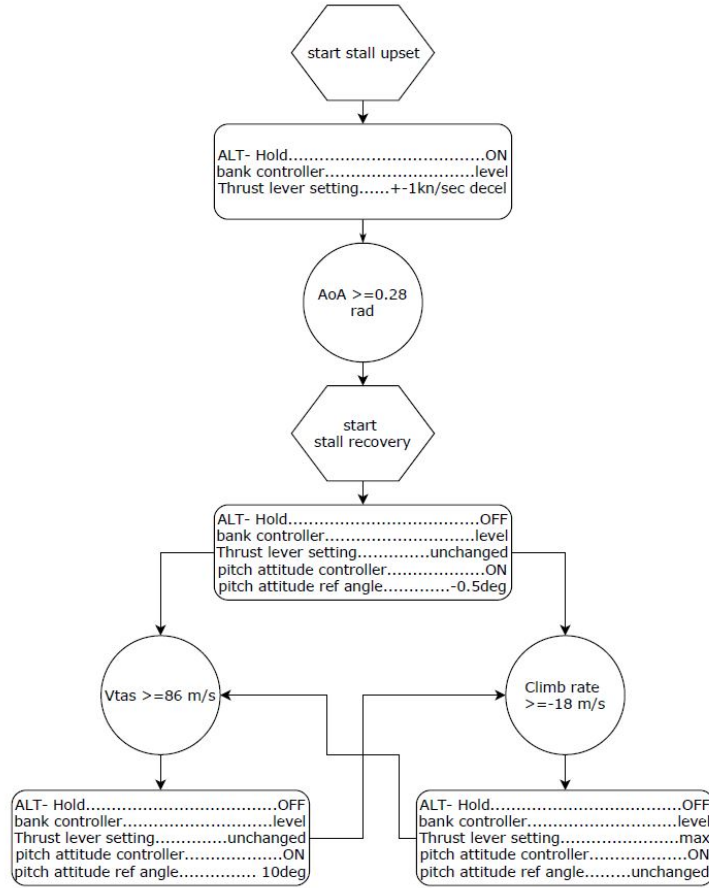 start stall upset
ALT- Hold.......................................ON
bank controller..............................level
Thrust lever setting......+-1kn/sec decel
AoA >=0.28
rad
start
stall recovery
ALT- Hold......................................OFF
bank controller..............................level
Thrust lever setting..............unchanged
pitch attitude controller...................ON
pitch attitude ref angle.............-0.5deg
Vtas >=86 m/s
Climb rate
>=-18 m/s
ALT- Hold......................................OFF
bank controller..............................level
Thrust lever setting..............unchanged
pitch attitude controller...................ON
pitch attitude ref angle............... 10deg
ALT- Hold......................................OFF
bank controller..............................level
Thrust lever setting.......................max
pitch attitude controller...................ON
pitch attitude ref angle.........unchanged